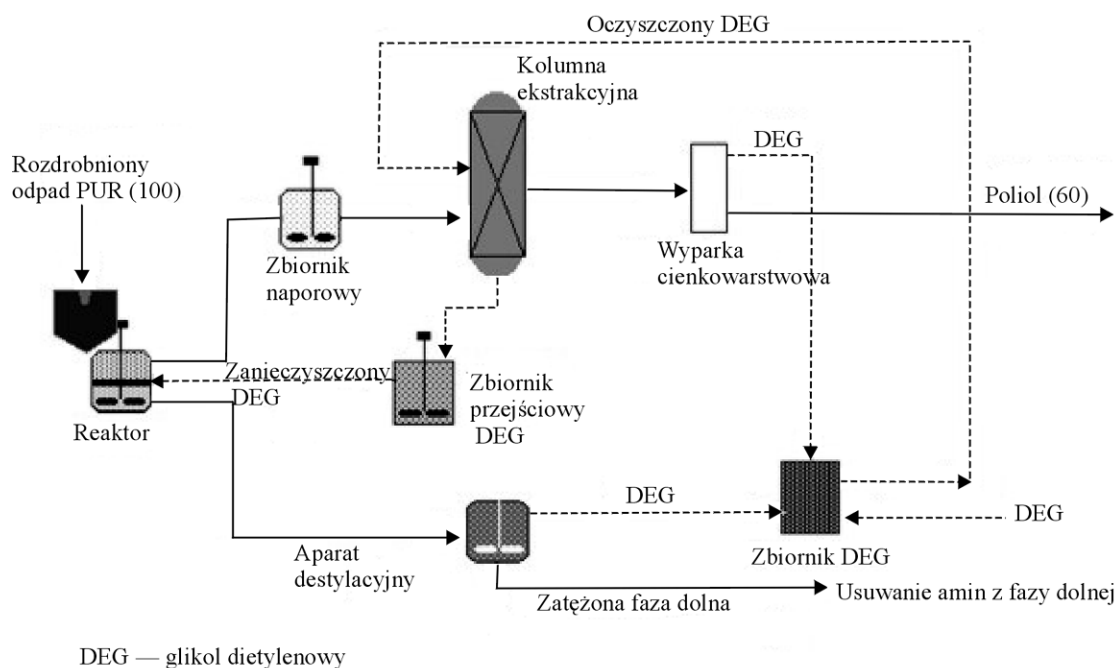 Oczyszczony DEG
Kolumna
ekstrakcyjna
DEG
Rozdrobniony
odpad PUR (100)
Poliol (60)
Zbiornik
naporowy
Wyparka
cienkowarstwowa
Zanieczyszczony
DEG
Zbiornik
przejściowy
DEG
Reaktor
DEG
DEG
Aparat
destylacyjny
Zbiornik DEG
Zatężona faza dolna
Usuwanie amin z fazy dolnej
DEG — glikol dietylenowy